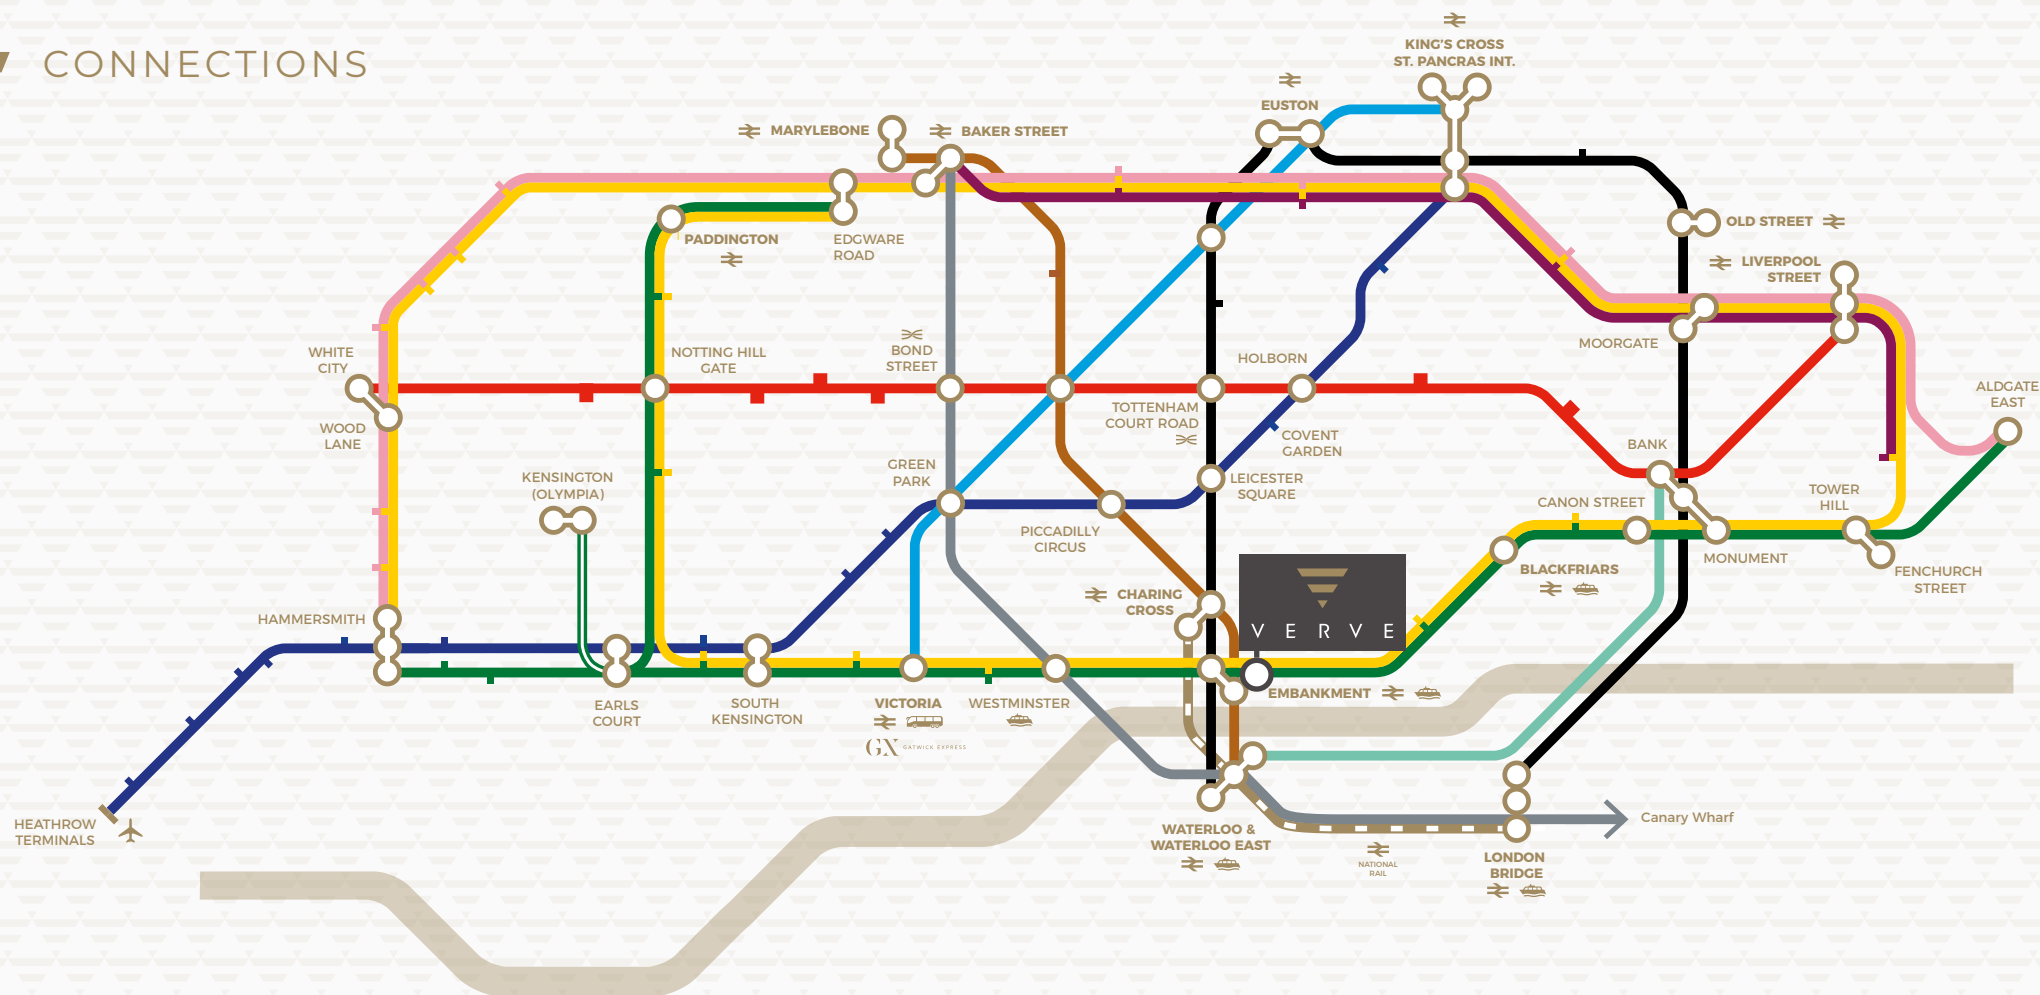 CONNECTIONS
KING'S CROSS
ST. PANCRAS INT.
EUSTON
MARYLEBONE
BAKER STREET
OLD STREET
PADDINGTON
EDGWARE
ROAD
LIVERPOOL
STREET
WHITE
CITY
NOTTING HILL
GATE
BOND
STREET
HOLBORN
MOORGATE
ALDGATE
EAST
WOOD
LANE
TOTTENHAM
COURT ROAD
COVENT
GARDEN
BANK
KENSINGTON
(OLYMPIA)
GREEN
PARK
LEICESTER
SQUARE
CANON STREET
TOWER
HILL
PICCADILLY
CIRCUS
MONUMENT
BLACKFRIARS
FENCHURCH
STREET
CHARING
CROSS
VERVE
HAMMERSMITH
EARLS
COURT
SOUTH
KENSINGTON
VICTORIA
GX GATWICK EXPRESS
WESTMINSTER
EMBANKMENT
HEATHROW
TERMINALS
WATERLOO &
WATERLOO EAST
NATIONAL
RAIL
LONDON
BRIDGE
Canary Wharf